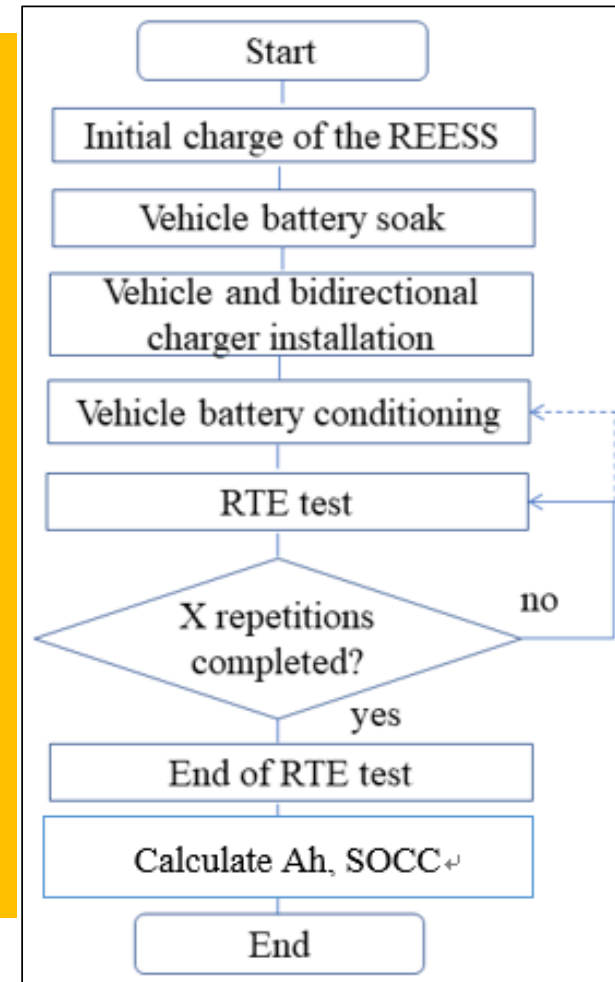 Start
Initial charge of the REESS
Vehicle battery soak
Vehicle and bidirectional
charger installation
Vehicle battery conditioning
RTE test
X repetitions
completed?
no
yes
End of RTE test
Calculate Ah, SOCC↵
End